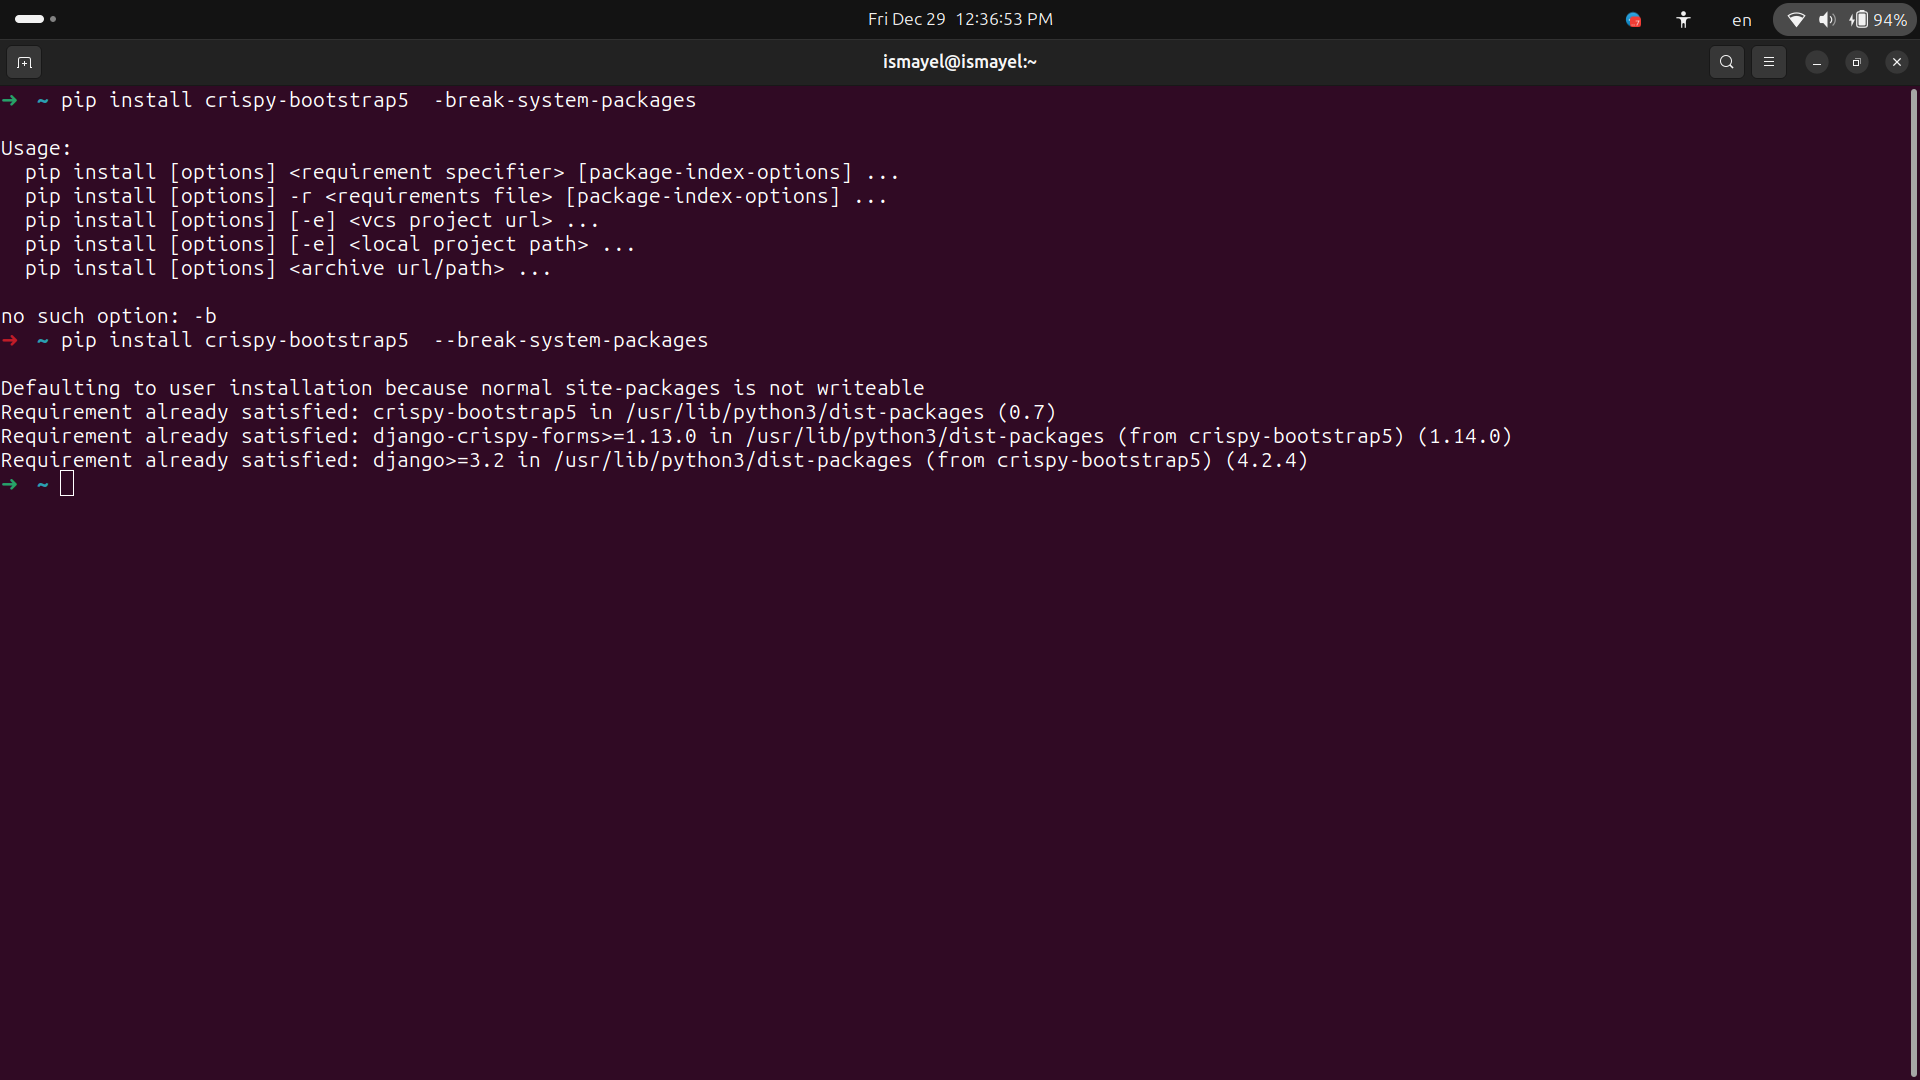 Fri Dec 29  12:36:53 PM
en
94%
ismayel@ismayel:~
➜  ~ pip install crispy-bootstrap5  -break-system-packages
Usage:
  pip install [options] <requirement specifier> [package-index-options] ...
  pip install [options] -r <requirements file> [package-index-options] ...
  pip install [options] [-e] <vcs project url> ...
  pip install [options] [-e] <local project path> ...
  pip install [options] <archive url/path> ...
no such option: -b
➜  ~ pip install crispy-bootstrap5  --break-system-packages
Defaulting to user installation because normal site-packages is not writeable
Requirement already satisfied: crispy-bootstrap5 in /usr/lib/python3/dist-packages (0.7)
Requirement already satisfied: django-crispy-forms>=1.13.0 in /usr/lib/python3/dist-packages (from crispy-bootstrap5) (1.14.0)
Requirement already satisfied: django>=3.2 in /usr/lib/python3/dist-packages (from crispy-bootstrap5) (4.2.4)
➜  ~